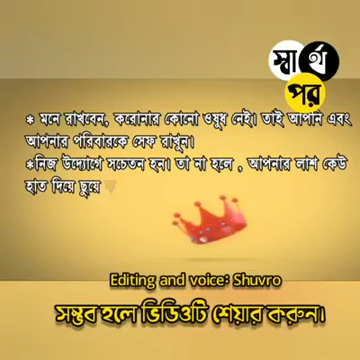 স্বার্থ
পর
* মনে রাখবেন, করোনার কোনো ওষুধ নেই। তাই আপনি এবং
আপনার পরিবারকে সেফ রাখুন।
*নিজ উদ্যোগে সচেতন হন। তা না হলে , আপনার লাশ কেউ
হাত দিয়ে ছুয়ে
Editing and voice: Shuvro
সম্ভব হলে ভিডিওটি শেয়ার করুন।